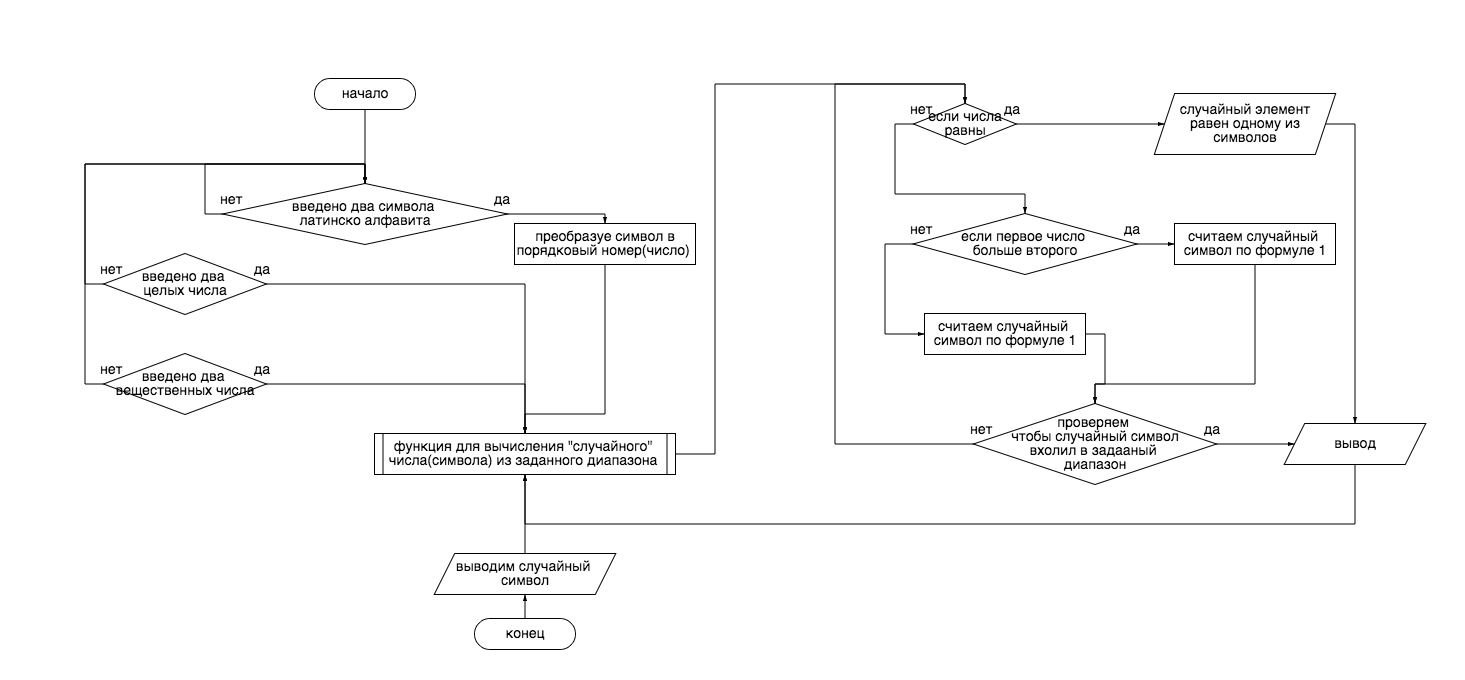 начало
нет
да
введено два символа
латинско алфавита
преобразуе символ в
порядковый номер(число)
нет
да
введено два
целых числа
нет
да
введено два
вещественных числа
функция для вычисления "случайного"
числа(символа) из заданного диапазона
выводим случайный
символ
конец
нет
да
если числа
равны
случайный элемент
равен одному из
символов
нет
да
если первое число
больше второго
считаем случайный
символ по формуле 1
считаем случайный
символ по формуле 1
нет
да
проверяем
чтобы случайный символ
вхолил в задааный
диапазон
вывод